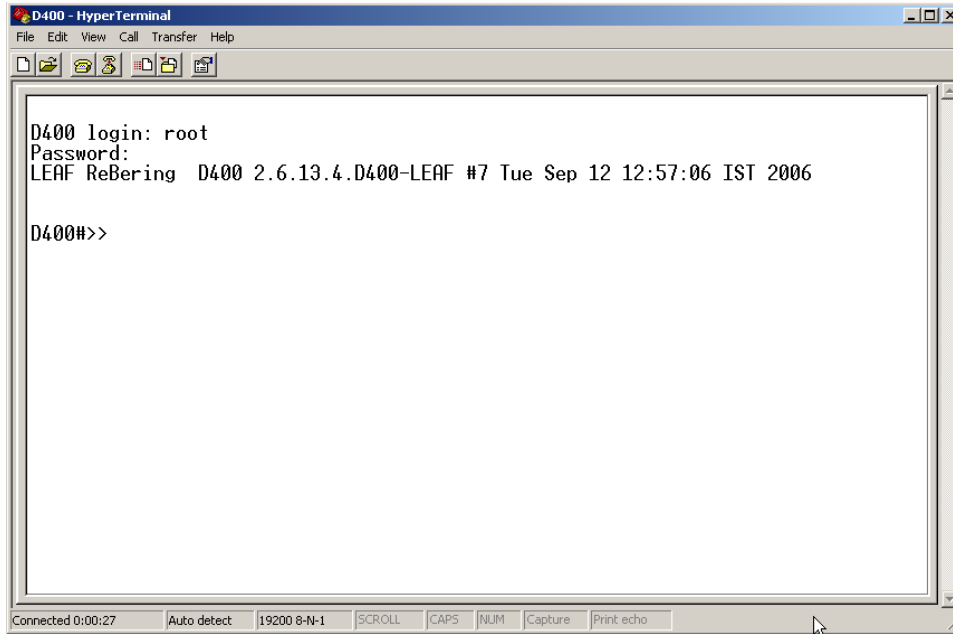 D400 - HyperTerminal
File Edit View Call Transfer Help
D400 login: root
Password:
LEAF ReBering  D400 2.6.13.4.D400-LEAF #7 Tue Sep 12 12:57:06 IST 2006
D400#>>
Connected 0:00:27 Auto detect 19200 8-N-1 SCROLL CAPS NUM Capture Print echo